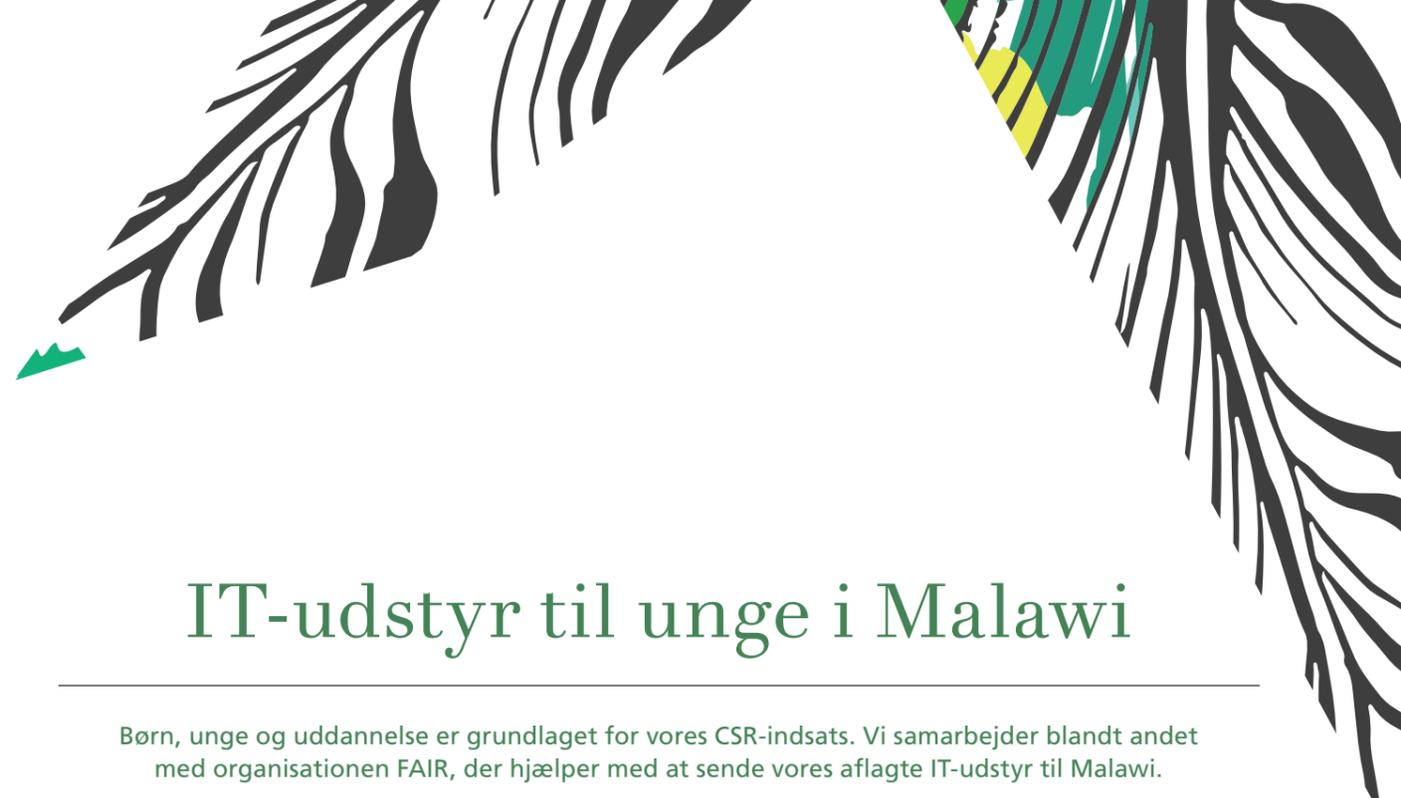 IT-udstyr til unge i Malawi
Børn, unge og uddannelse er grundlaget for vores CSR-indsats. Vi samarbejder blandt andet
med organisationen FAIR, der hjælper med at sende vores aflagte IT-udstyr til Malawi.